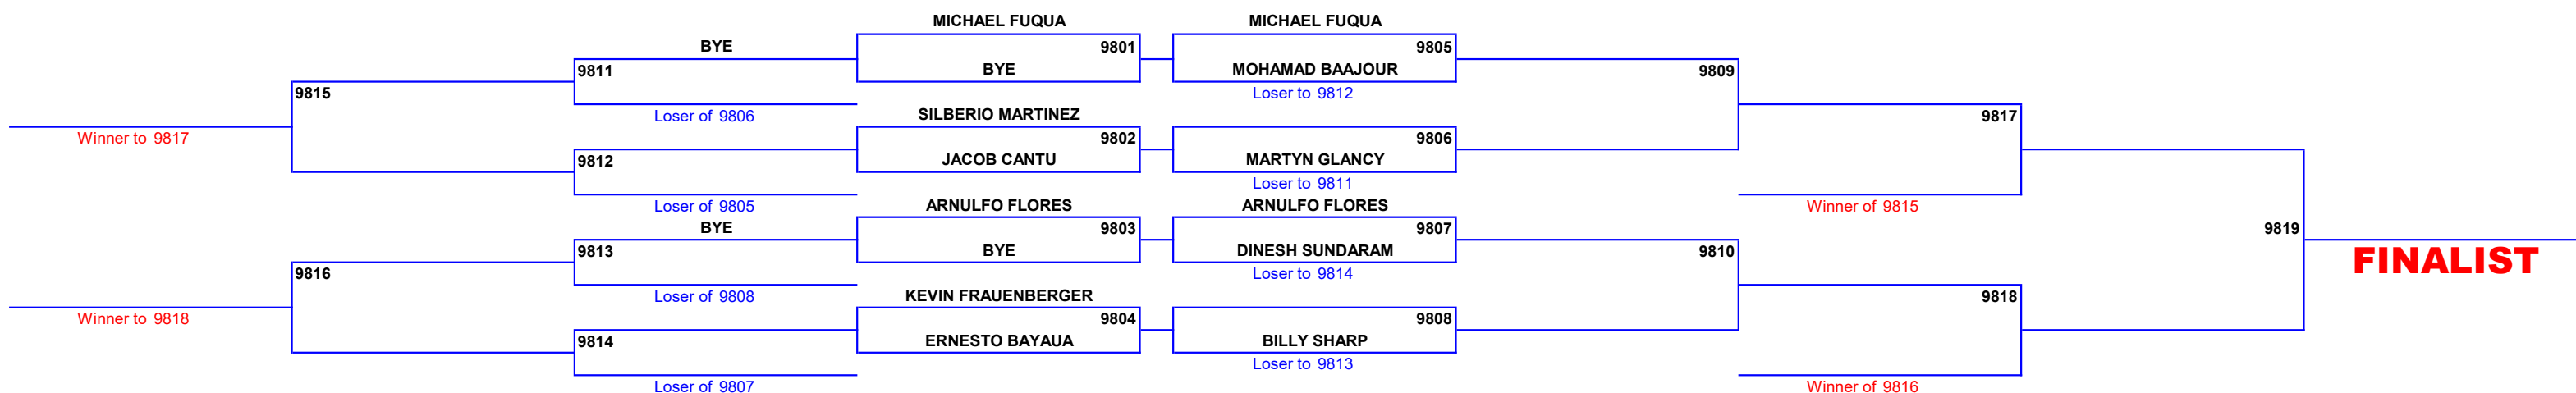 MICHAEL FUQUA
MICHAEL FUQUA
BYE
9801
9805
9811
BYE
MOHAMAD BAAJOUR
9809
9815
Loser to 9812
Loser of 9806
SILBERIO MARTINEZ
9817
Winner to 9817
9802
9806
9812
JACOB CANTU
MARTYN GLANCY
Loser to 9811
Loser of 9805
ARNULFO FLORES
ARNULFO FLORES
Winner of 9815
BYE
9803
9807
9819
9813
BYE
DINESH SUNDARAM
9810
FINALIST
9816
Loser to 9814
Loser of 9808
KEVIN FRAUENBERGER
9818
Winner to 9818
9804
9808
9814
ERNESTO BAYAUA
BILLY SHARP
Loser to 9813
Loser of 9807
Winner of 9816